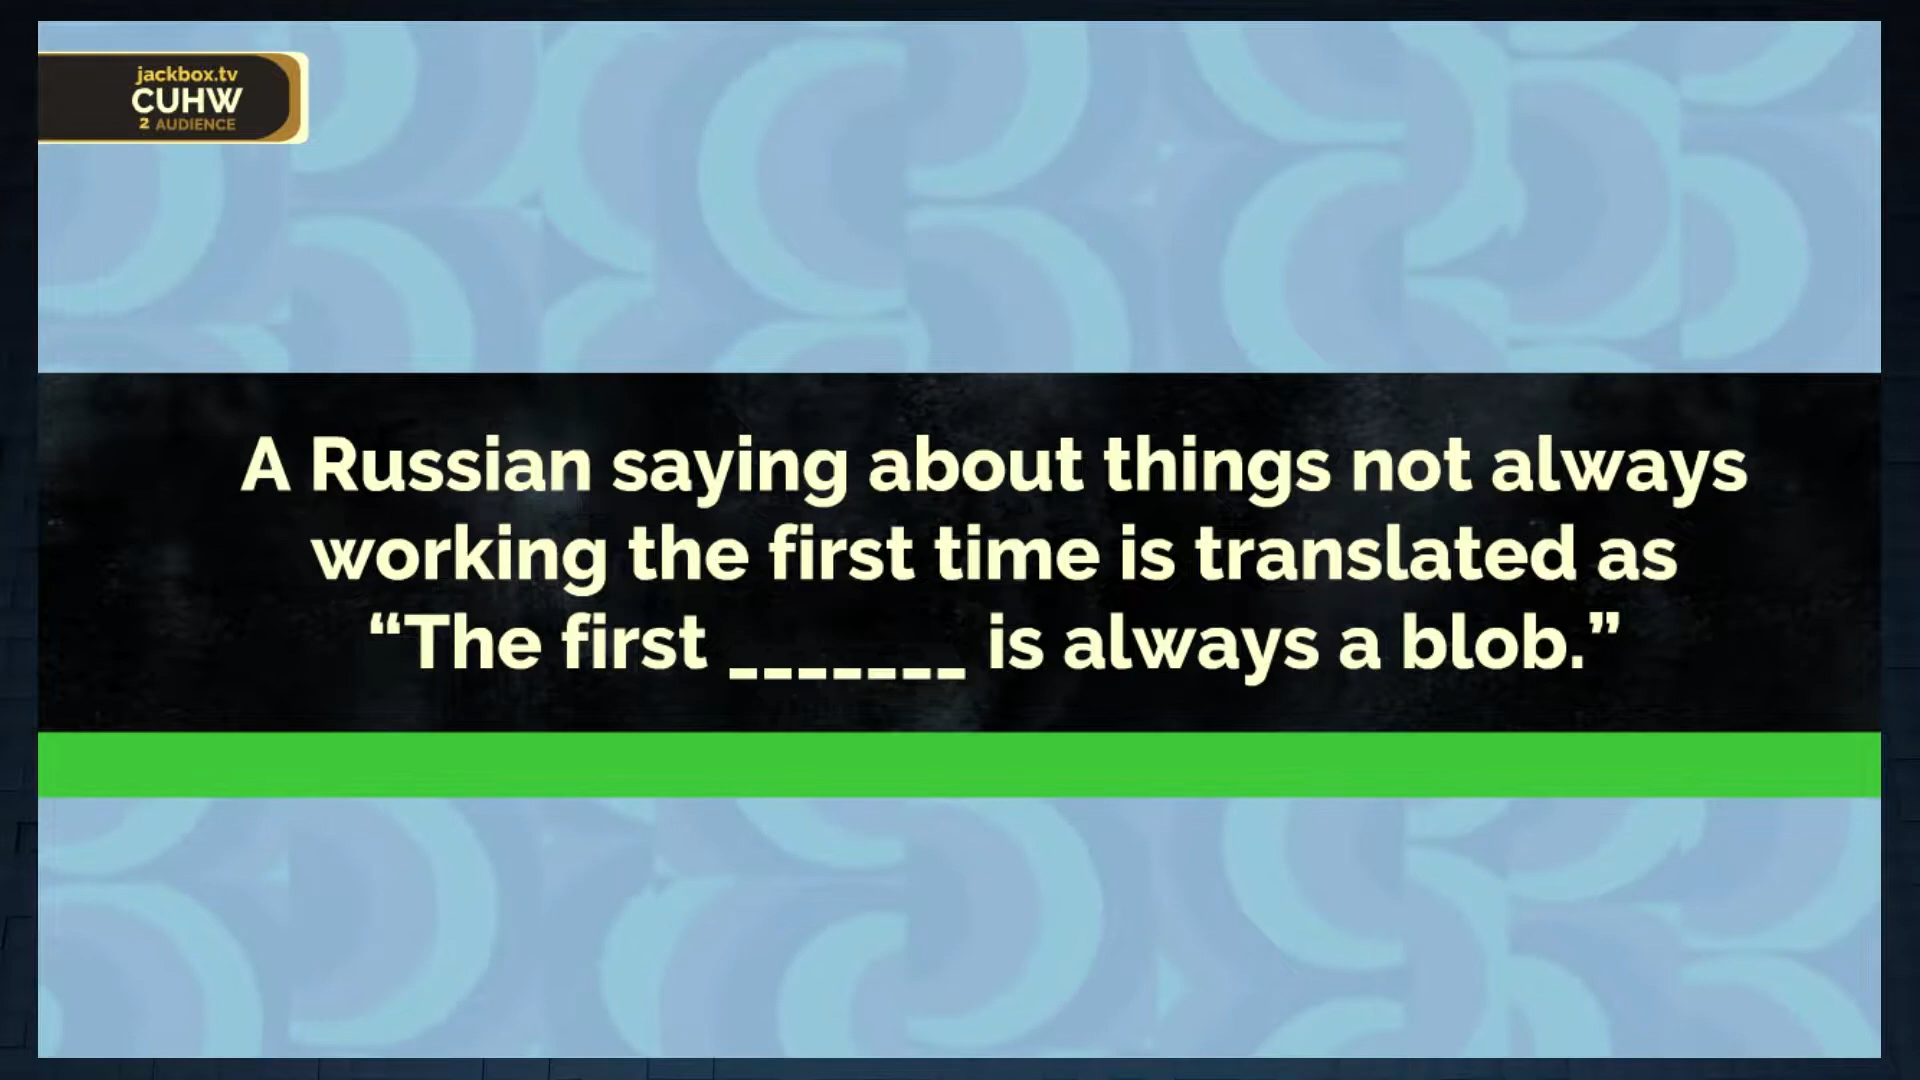 jackbox.tv
CUHW
2 AUDIENCE
A Russian saying about things not always
working the first time is translated as
“The first _______ is always a blob.”